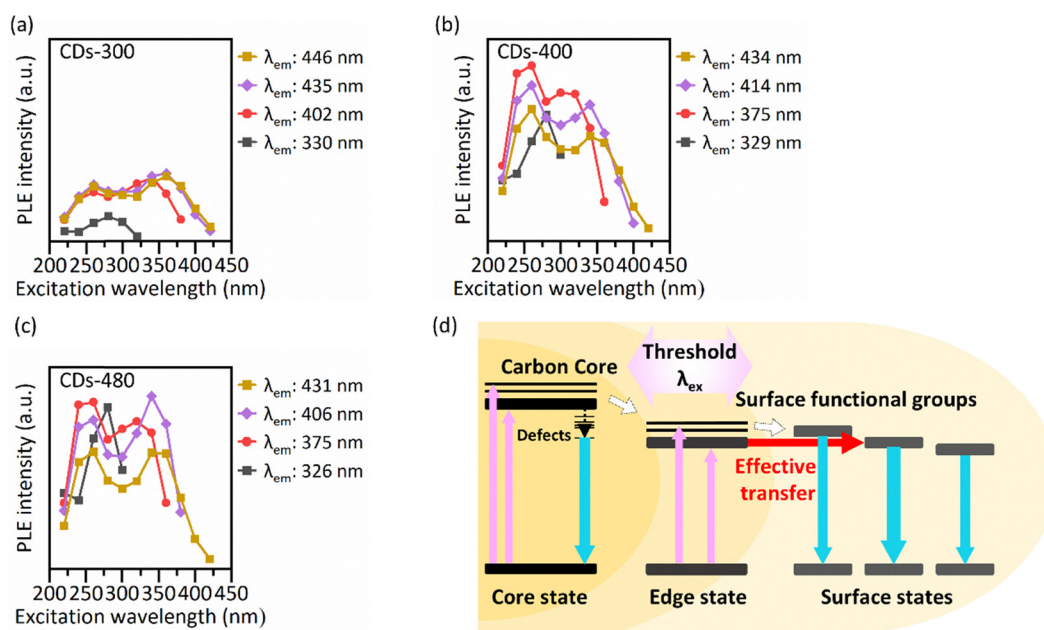 (a)
CDs-300
PLE intensity (a.u.)
λem: 446 nm
λem: 435 nm
λem: 402 nm
λem: 330 nm
200 250 300 350 400 450
Excitation wavelength (nm)
(b)
CDs-400
PLE intensity (a.u.)
λem: 434 nm
λem: 414 nm
λem: 375 nm
λem: 329 nm
200 250 300 350 400 450
Excitation wavelength (nm)
(c)
CDs-480
PLE intensity (a.u.)
λem: 431 nm
λem: 406 nm
λem: 375 nm
λem: 326 nm
200 250 300 350 400 450
Excitation wavelength (nm)
(d)
Threshold
λex
Carbon Core
Surface functional groups
Defects
Effective
transfer
Core state
Edge state
Surface states